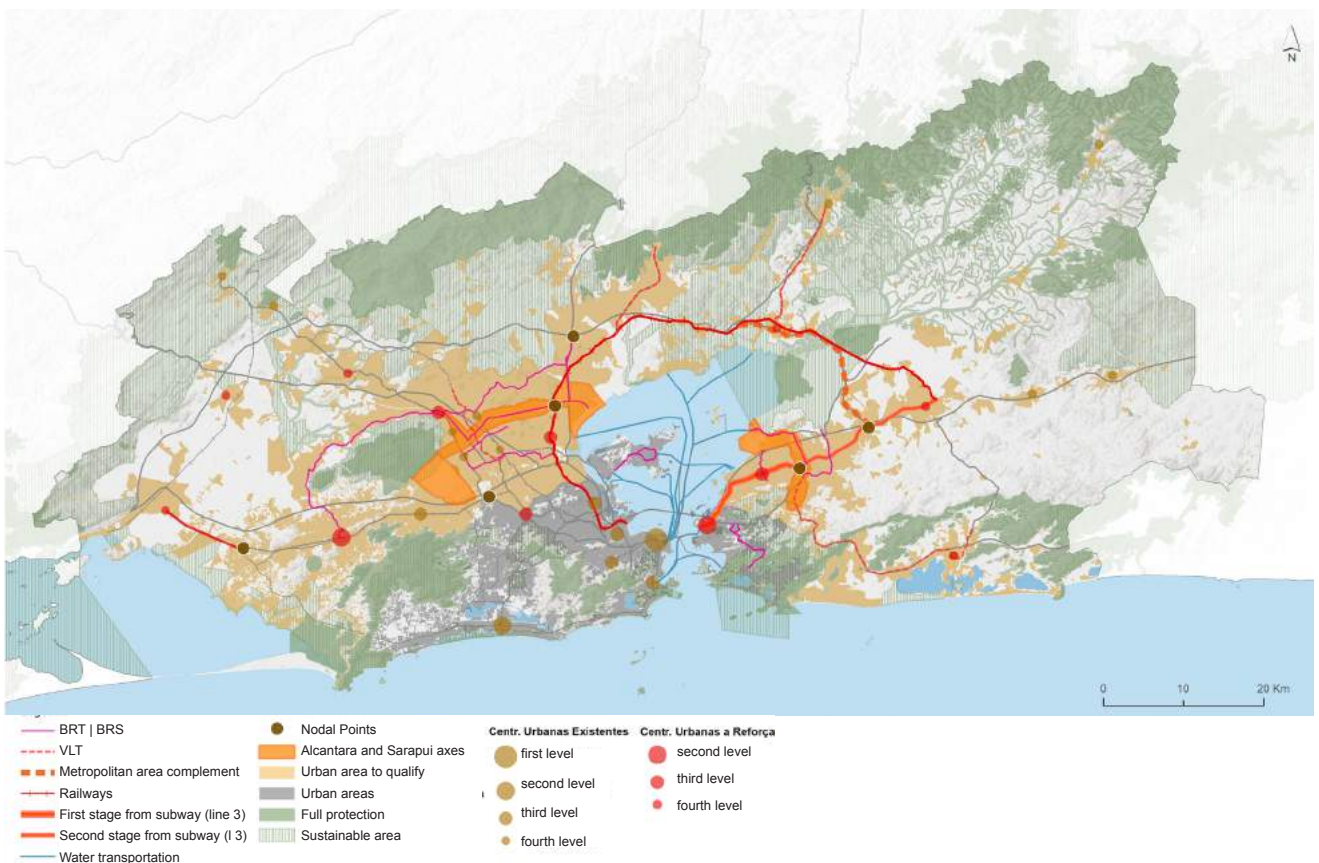 N
0 10 20 Km
BRT | BRS
VLT
Metropolitan area complement
Railways
First stage from subway (line 3)
Second stage from subway (l 3)
Water transportation
Nodal Points
Alcantara and Sarapui axes
Urban area to qualify
Urban areas
Full protection
Sustainable area
Centr. Urbanas Existentes
first level
second level
third level
fourth level
Centr. Urbanas a Reforça
second level
third level
fourth level